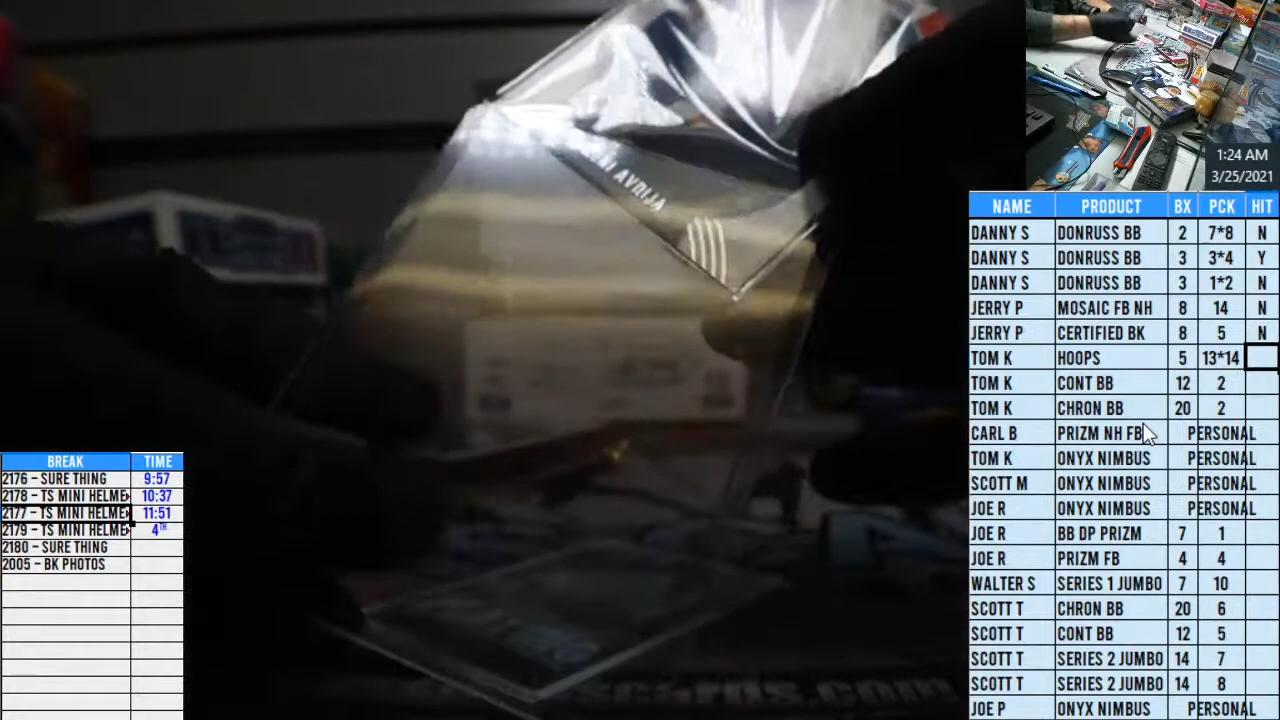 1:24 AM
3/25/2021
NAME PRODUCT BX PCK HIT
DANNY S DONRUSS BB 2 7*8 N
DANNY S DONRUSS BB 3 3*4 Y
DANNY S DONRUSS BB 3 1*2 N
JERRY P MOSAIC FB NH 8 14 N
JERRY P CERTIFIED BK 8 5 N
TOM K HOOPS 5 13*14
TOM K CONT BB 12 2
TOM K CHRON BB 20 2
CARL B PRIZM NH FB PERSONAL
TOM K ONYX NIMBUS PERSONAL
SCOTT M ONYX NIMBUS PERSONAL
JOE R ONYX NIMBUS PERSONAL
JOE R BB DP PRIZM 7 1
JOE R PRIZM FB 4 4
WALTER S SERIES 1 JUMBO 7 10
SCOTT T CHRON BB 20 6
SCOTT T CONT BB 12 5
SCOTT T SERIES 2 JUMBO 14 7
SCOTT T SERIES 2 JUMBO 14 8
JOE P ONYX NIMBUS PERSONAL
BREAK TIME
2176 – SURE THING 9:57
2178 – TS MINI HELME 10:37
2177 – TS MINI HELME 11:51
2179 – TS MINI HELME 4TH
2180 – SURE THING
2005 – BK PHOTOS
AVDIJA